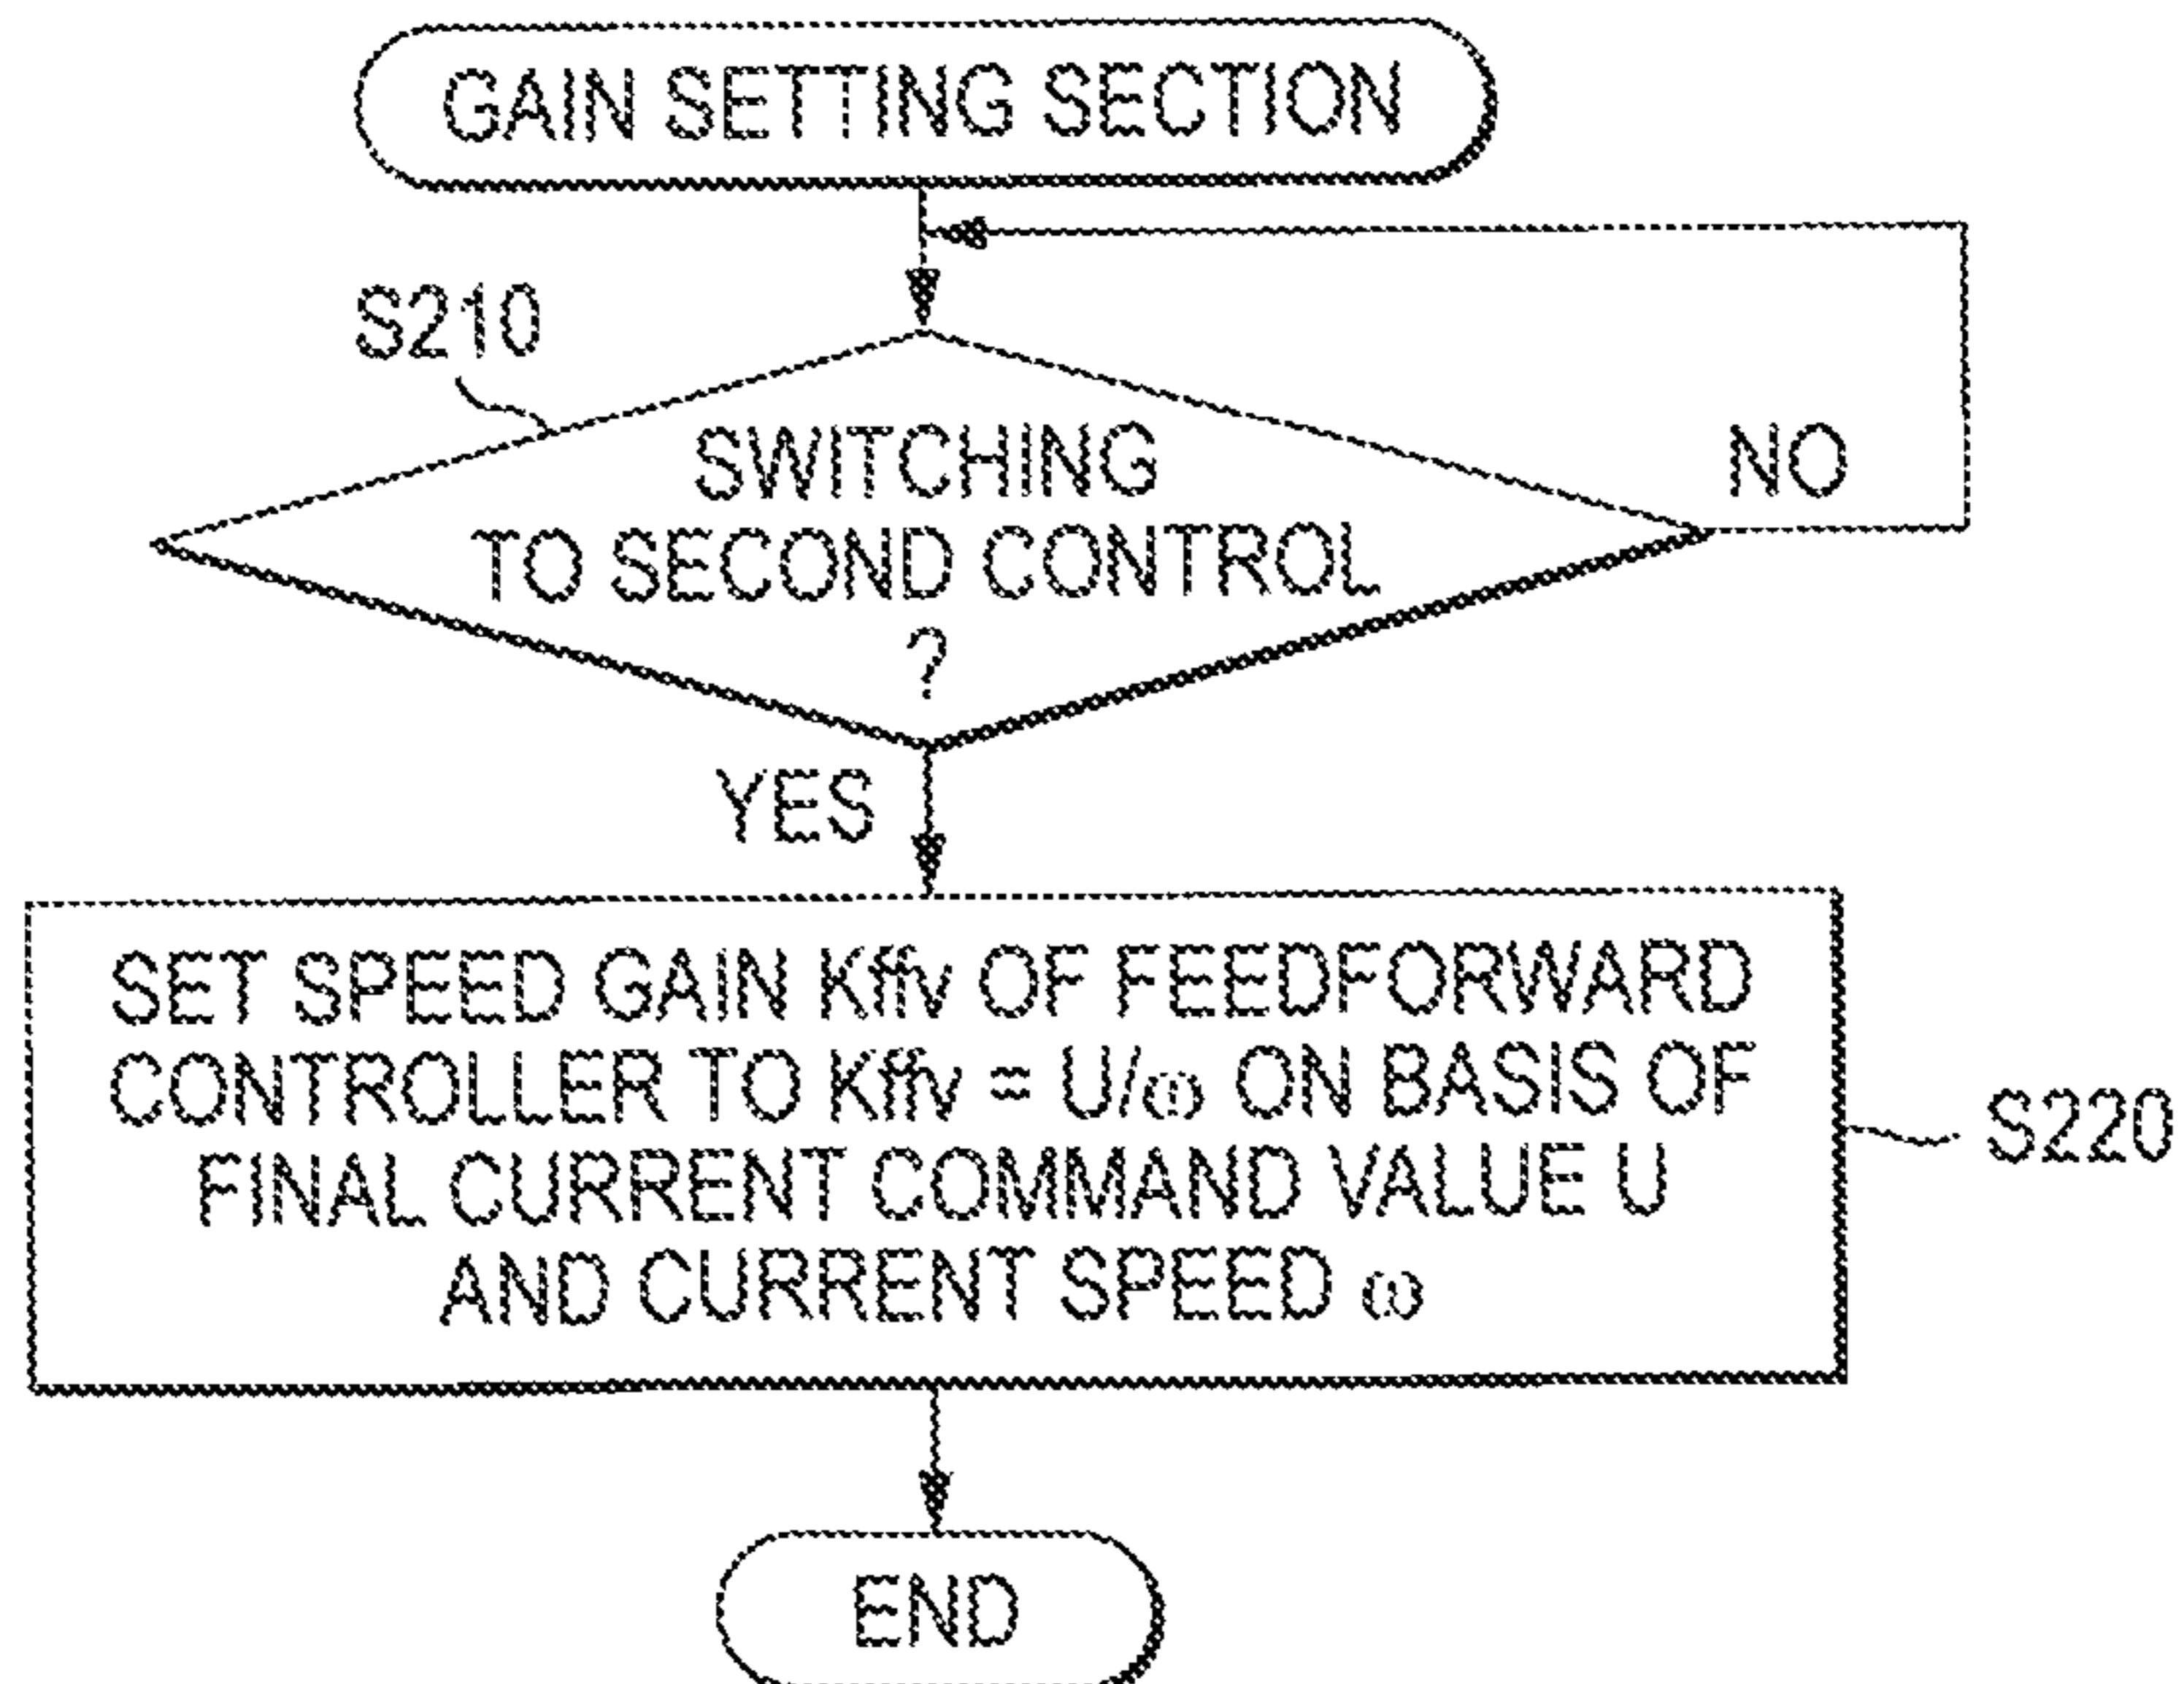 GAIN SETTING SECTION
S210
SWITCHING
TO SECOND CONTROL
?
NO
YES
SET SPEED GAIN Kffv OF FEEDFORWARD
CONTROLLER TO Kffv = U/ω ON BASIS OF
FINAL CURRENT COMMAND VALUE U
AND CURRENT SPEED ω
S220
END